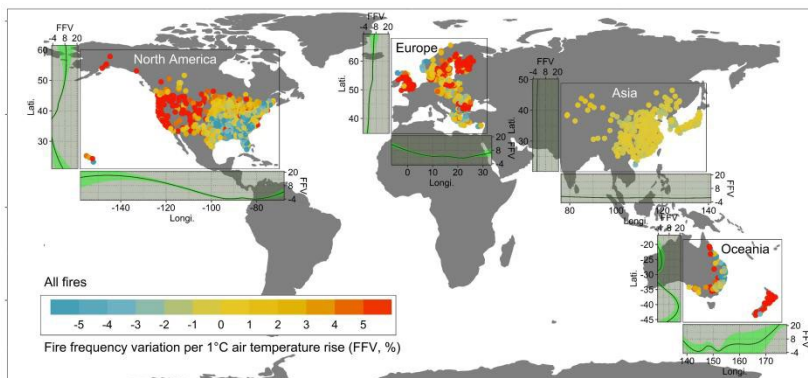 FFV
-4 8 20
North America
60
50
40
30
Lati.
20
8
-4
FFV
-140
-120
-100
-80
Longi.
FFV
-4 8 20
Europe
60
50
40
Lati.
20
8
-4
FFV
0
10
20
30
Longi.
FFV
-4 8 20
Asia
50
40
30
Lati.
20
8
-4
FFV
80
100
120
140
Longi.
FFV
-4 8 20
Oceania
-20
-25
-30
-35
-40
-45
Lati.
20
8
-4
FFV
140
150
160
170
Longi.
All fires
-5 -4 -3 -2 -1 0 1 2 3 4 5
Fire frequency variation per 1°C air temperature rise (FFV, %)